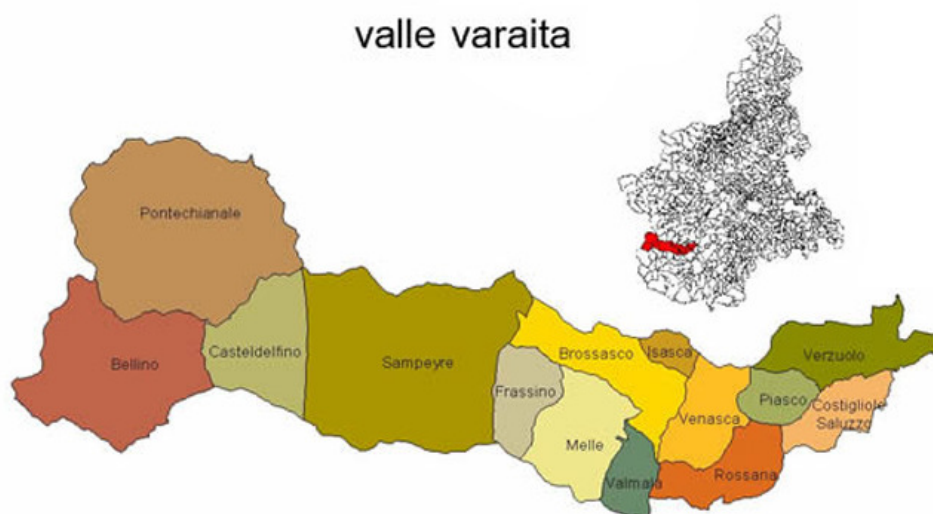 valle varaita
Pontechianale
Bellino
Casteldelfino
Sampeyre
Frassino
Brossasco
Isasca
Melle
Valmala
Venasca
Rossana
Piasco
Verzuolo
Costigliole
Saluzzo